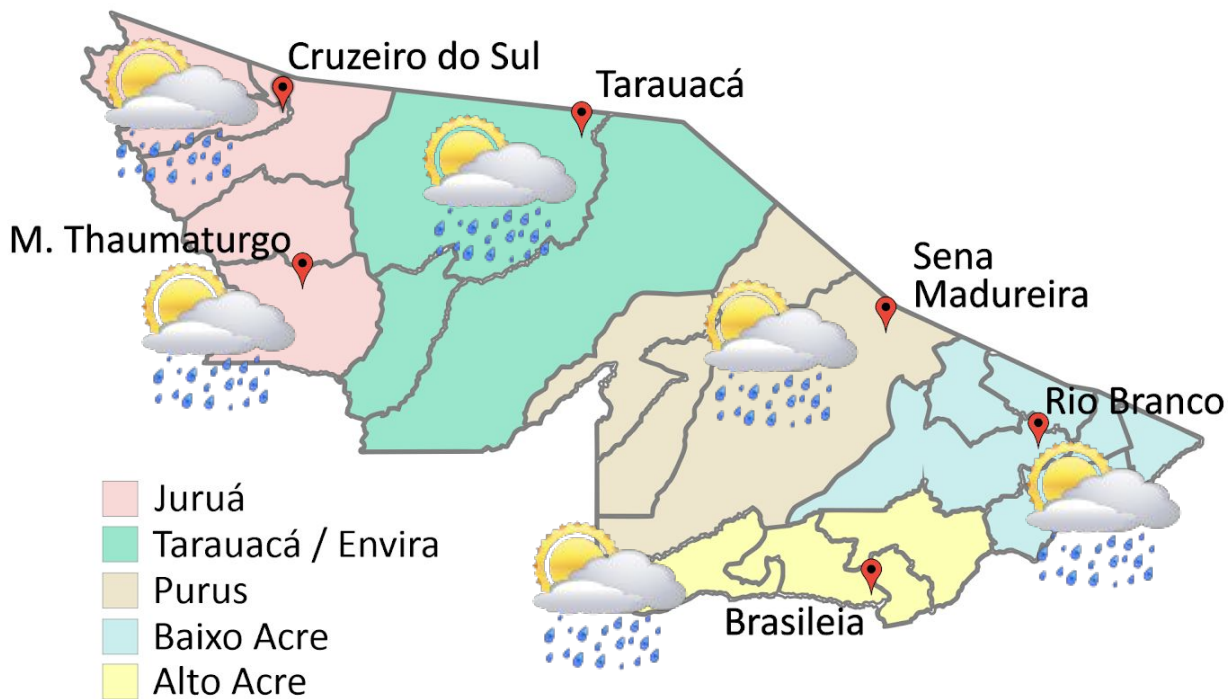 Cruzeiro do Sul
Tarauacá
M. Thaumaturgo
Sena
Madureira
Rio Branco
Brasileia
Juruá
Tarauacá / Envira
Purus
Baixo Acre
Alto Acre